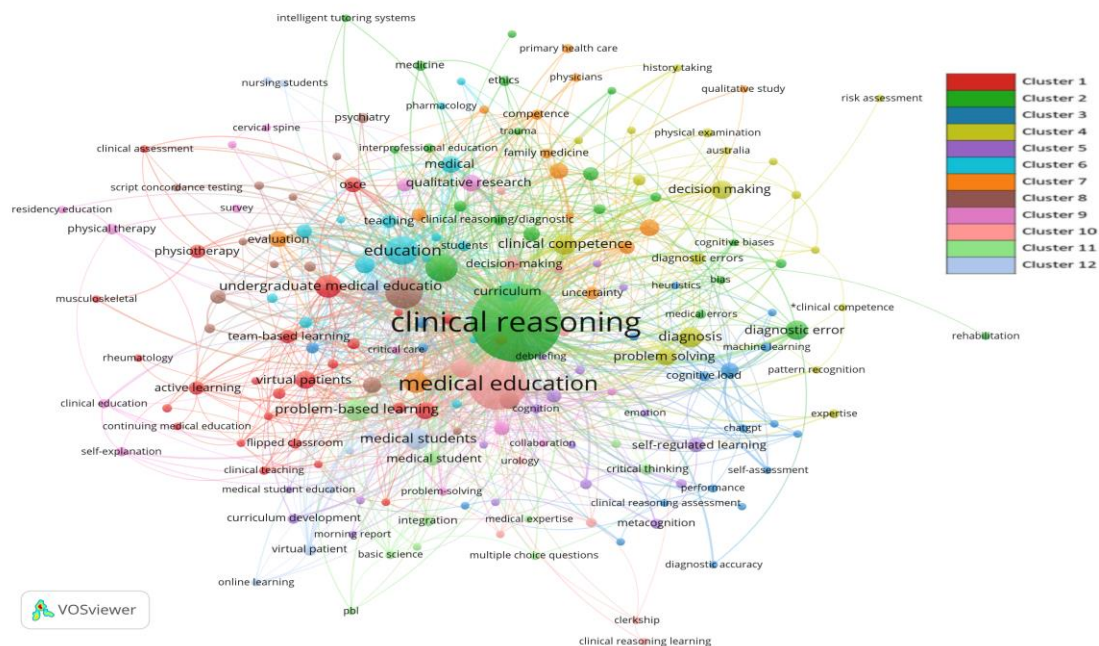 intelligent tutoring systems
primary health care
medicine
history taking
nursing students
ethics
physicians
qualitative study
Cluster 1
Cluster 2
Cluster 3
Cluster 4
Cluster 5
Cluster 6
Cluster 7
Cluster 8
Cluster 9
Cluster 10
Cluster 11
Cluster 12
risk assessment
pharmacology
competence
psychiatry
cervical spine
trauma
physical examination
clinical assessment
interprofessional education
family medicine
australia
medical
script concordance testing
osce
qualitative research
decision making
residency education
survey
teaching
clinical reasoning/diagnostic
physical therapy
evaluation
students
clinical competence
cognitive biases
physiotherapy
education
decision-making
diagnostic errors
bias
undergraduate medical educatio
curriculum
uncertainty
heuristics
musculoskeletal
*clinical competence
clinical reasoning
medical errors
diagnostic error
rehabilitation
team-based learning
diagnosis
machine learning
critical care
debriefing
problem solving
rheumatology
pattern recognition
virtual patients
cognitive load
active learning
medical education
clinical education
problem-based learning
cognition
emotion
expertise
continuing medical education
chatgpt
flipped classroom
medical students
collaboration
self-regulated learning
self-explanation
medical student
urology
clinical teaching
critical thinking
self-assessment
medical student education
problem-solving
performance
clinical reasoning assessment
curriculum development
integration
medical expertise
metacognition
morning report
virtual patient
basic science
multiple choice questions
diagnostic accuracy
online learning
pbl
VOSviewer
clerkship
clinical reasoning learning